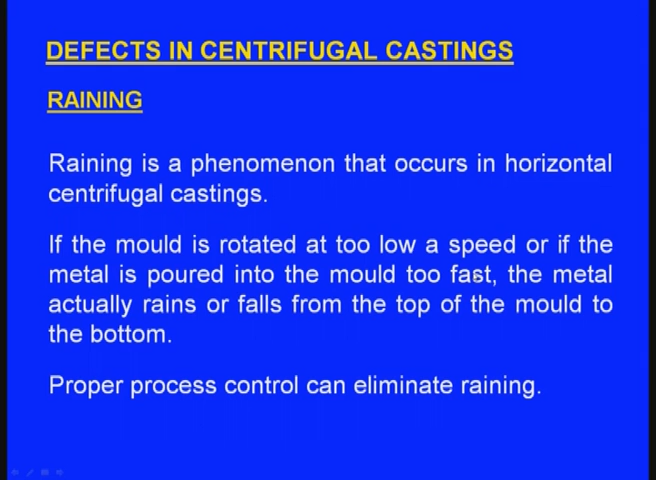 DEFECTS IN CENTRIFUGAL CASTINGS
RAINING
Raining is a phenomenon that occurs in horizontal
centrifugal castings.
If the mould is rotated at too low a speed or if the
metal is poured into the mould too fast, the metal
actually rains or falls from the top of the mould to
the bottom.
Proper process control can eliminate raining.